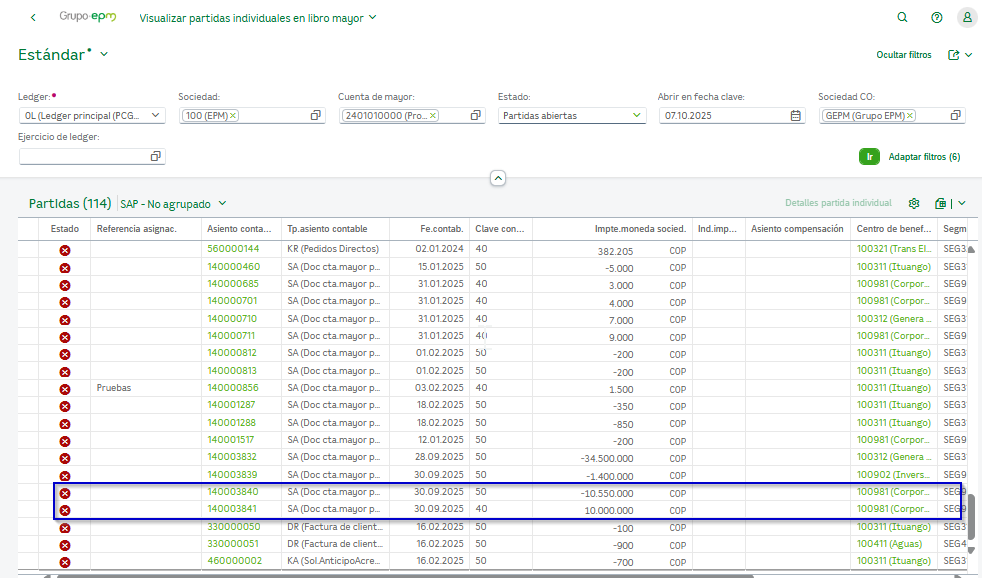 Grupo·epm Visualizar partidas individuales en libro mayor
Estándar*
Ocultar filtros
Ledger:* Sociedad: Cuenta de mayor: Estado: Abrir en fecha clave: Sociedad CO:
0L (Ledger principal (PCG... 100 (EPM) 2401010000 (Pro... Partidas abiertas 07.10.2025 GEPM (Grupo EPM)
Ejercicio de ledger:
Ir Adaptar filtros (6)
Partidas (114) SAP - No agrupado Detalles partida individual
Estado Referencia asignac. Asiento conta... Tp.asiento contable Fe.contab. Clave con... Impte.moneda socied. Ind.imp... Asiento compensación Centro de benef... Segm
560000144 KR (Pedidos Directos) 02.01.2024 40 382.205 COP 100321 (Trans El... SEG3
140000460 SA (Doc cta.mayor p... 15.01.2025 50 -5.000 COP 100311 (Ituango) SEG3
140000685 SA (Doc cta.mayor p... 31.01.2025 40 3.000 COP 100981 (Corpor... SEG9
140000701 SA (Doc cta.mayor p... 31.01.2025 40 4.000 COP 100981 (Corpor... SEG9
140000710 SA (Doc cta.mayor p... 31.01.2025 40 7.000 COP 100312 (Genera ... SEG3
140000711 SA (Doc cta.mayor p... 31.01.2025 40 9.000 COP 100981 (Corpor... SEG9
140000812 SA (Doc cta.mayor p... 01.02.2025 50 -200 COP 100311 (Ituango) SEG3
140000813 SA (Doc cta.mayor p... 01.02.2025 50 -200 COP 100311 (Ituango) SEG3
Pruebas 140000856 SA (Doc cta.mayor p... 03.02.2025 40 1.500 COP 100311 (Ituango) SEG3
140001287 SA (Doc cta.mayor p... 18.02.2025 50 -350 COP 100311 (Ituango) SEG3
140001288 SA (Doc cta.mayor p... 18.02.2025 50 -850 COP 100311 (Ituango) SEG3
140001517 SA (Doc cta.mayor p... 12.01.2025 50 -200 COP 100981 (Corpor... SEG9
140003832 SA (Doc cta.mayor p... 28.09.2025 50 -34.500.000 COP 100312 (Genera ... SEG3
140003839 SA (Doc cta.mayor p... 30.09.2025 50 -1.400.000 COP 100902 (Invers... SEG9
140003840 SA (Doc cta.mayor p... 30.09.2025 50 -10.550.000 COP 100981 (Corpor... SEG9
140003841 SA (Doc cta.mayor p... 30.09.2025 40 10.000.000 COP 100981 (Corpor... SEG9
330000050 DR (Factura de client... 16.02.2025 50 -100 COP 100311 (Ituango) SEG3
330000051 DR (Factura de client... 16.02.2025 50 -900 COP 100411 (Aguas) SEG4
460000002 KA (Sol.AnticipoAcre... 16.02.2025 50 -700 COP 100311 (Ituango) SEG3